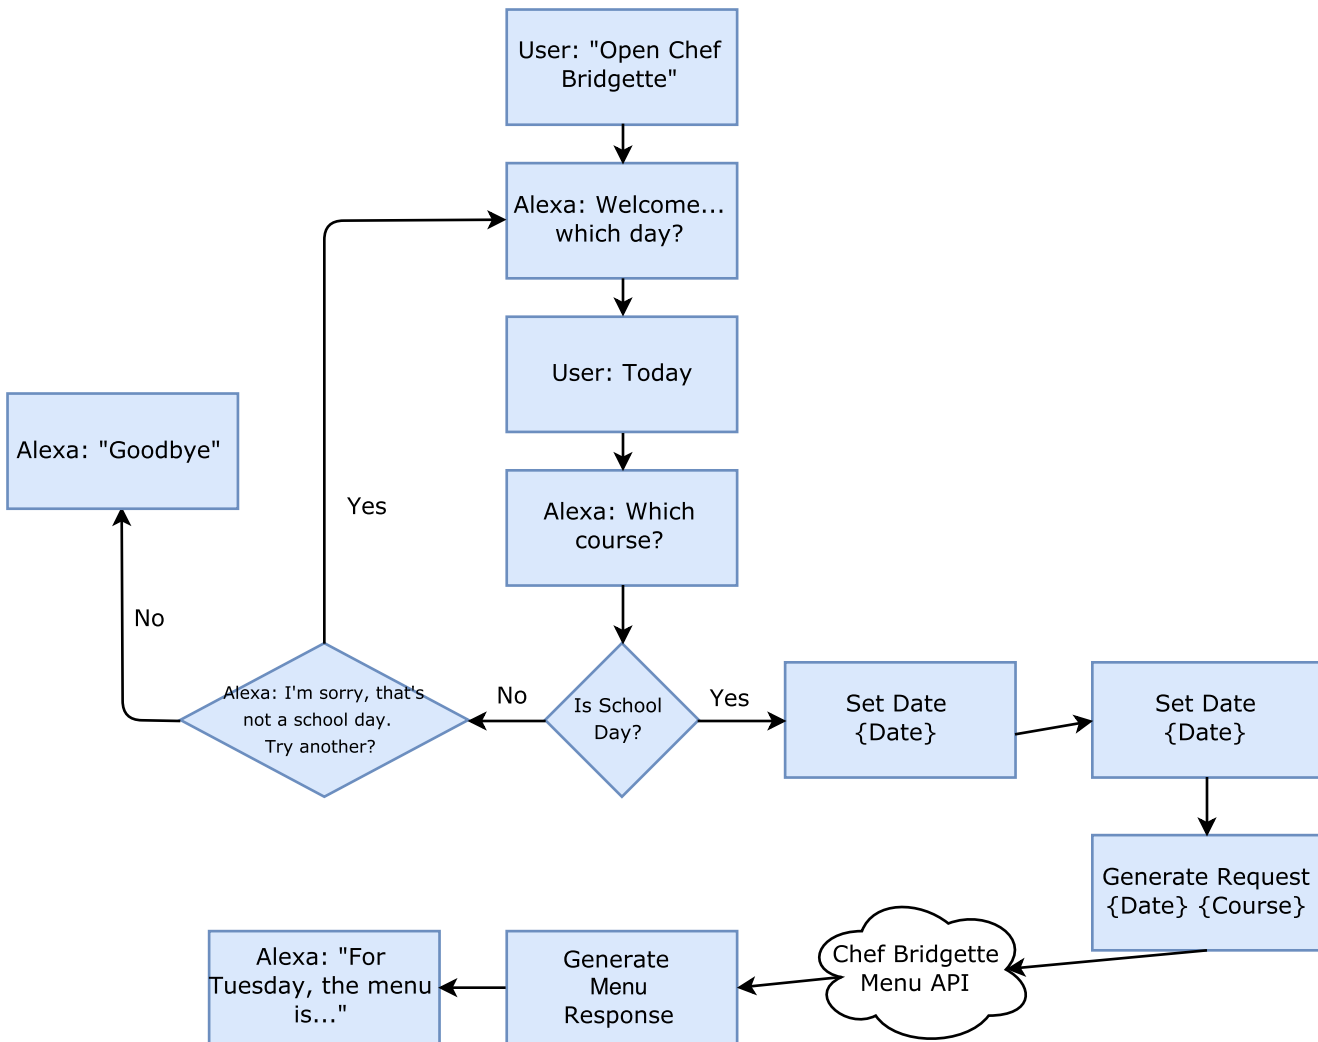 User: "Open Chef
Bridgette"
Alexa: Welcome...
which day?
User: Today
Alexa: "Goodbye"
Yes
Alexa: Which
course?
No
Alexa: I'm sorry, that's
not a school day.
Try another?
No
Is School
Day?
Yes
Set Date
{Date}
Set Date
{Date}
Generate Request
{Date} {Course}
Chef Bridgette
Menu API
Generate
Menu
Response
Alexa: "For
Tuesday, the menu
is..."